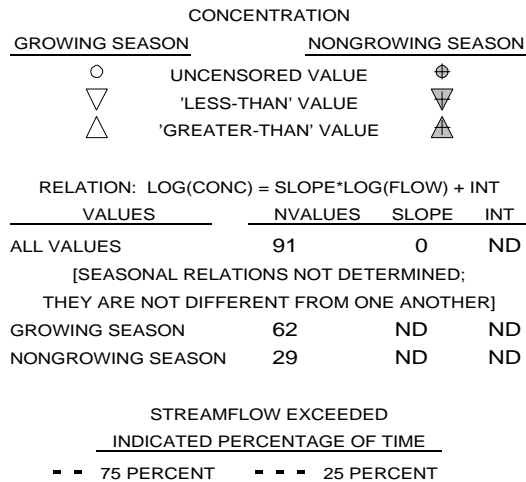 CONCENTRATION
GROWING SEASON NONGROWING SEASON
UNCENSORED VALUE
'LESS-THAN' VALUE
'GREATER-THAN' VALUE
RELATION: LOG(CONC) = SLOPE*LOG(FLOW) + INT
VALUES NVALUES SLOPE INT
ALL VALUES 91 0 ND
[SEASONAL RELATIONS NOT DETERMINED;
THEY ARE NOT DIFFERENT FROM ONE ANOTHER]
GROWING SEASON 62 ND ND
NONGROWING SEASON 29 ND ND
STREAMFLOW EXCEEDED
INDICATED PERCENTAGE OF TIME
75 PERCENT 25 PERCENT